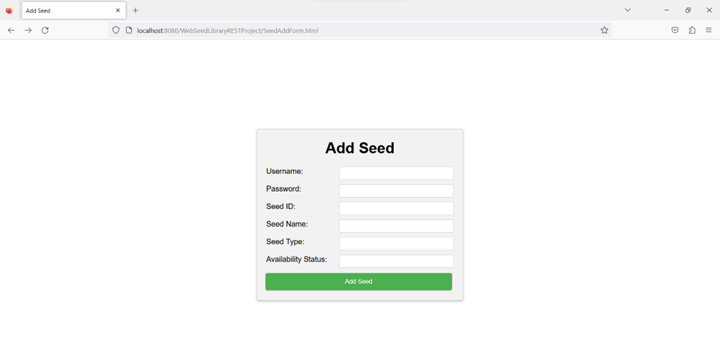 Add Seed
localhost:8080/WebSeedLibraryRESTProject/SeedAddForm.html
Add Seed
Username:
Password:
Seed ID:
Seed Name:
Seed Type:
Availability Status:
Add Seed